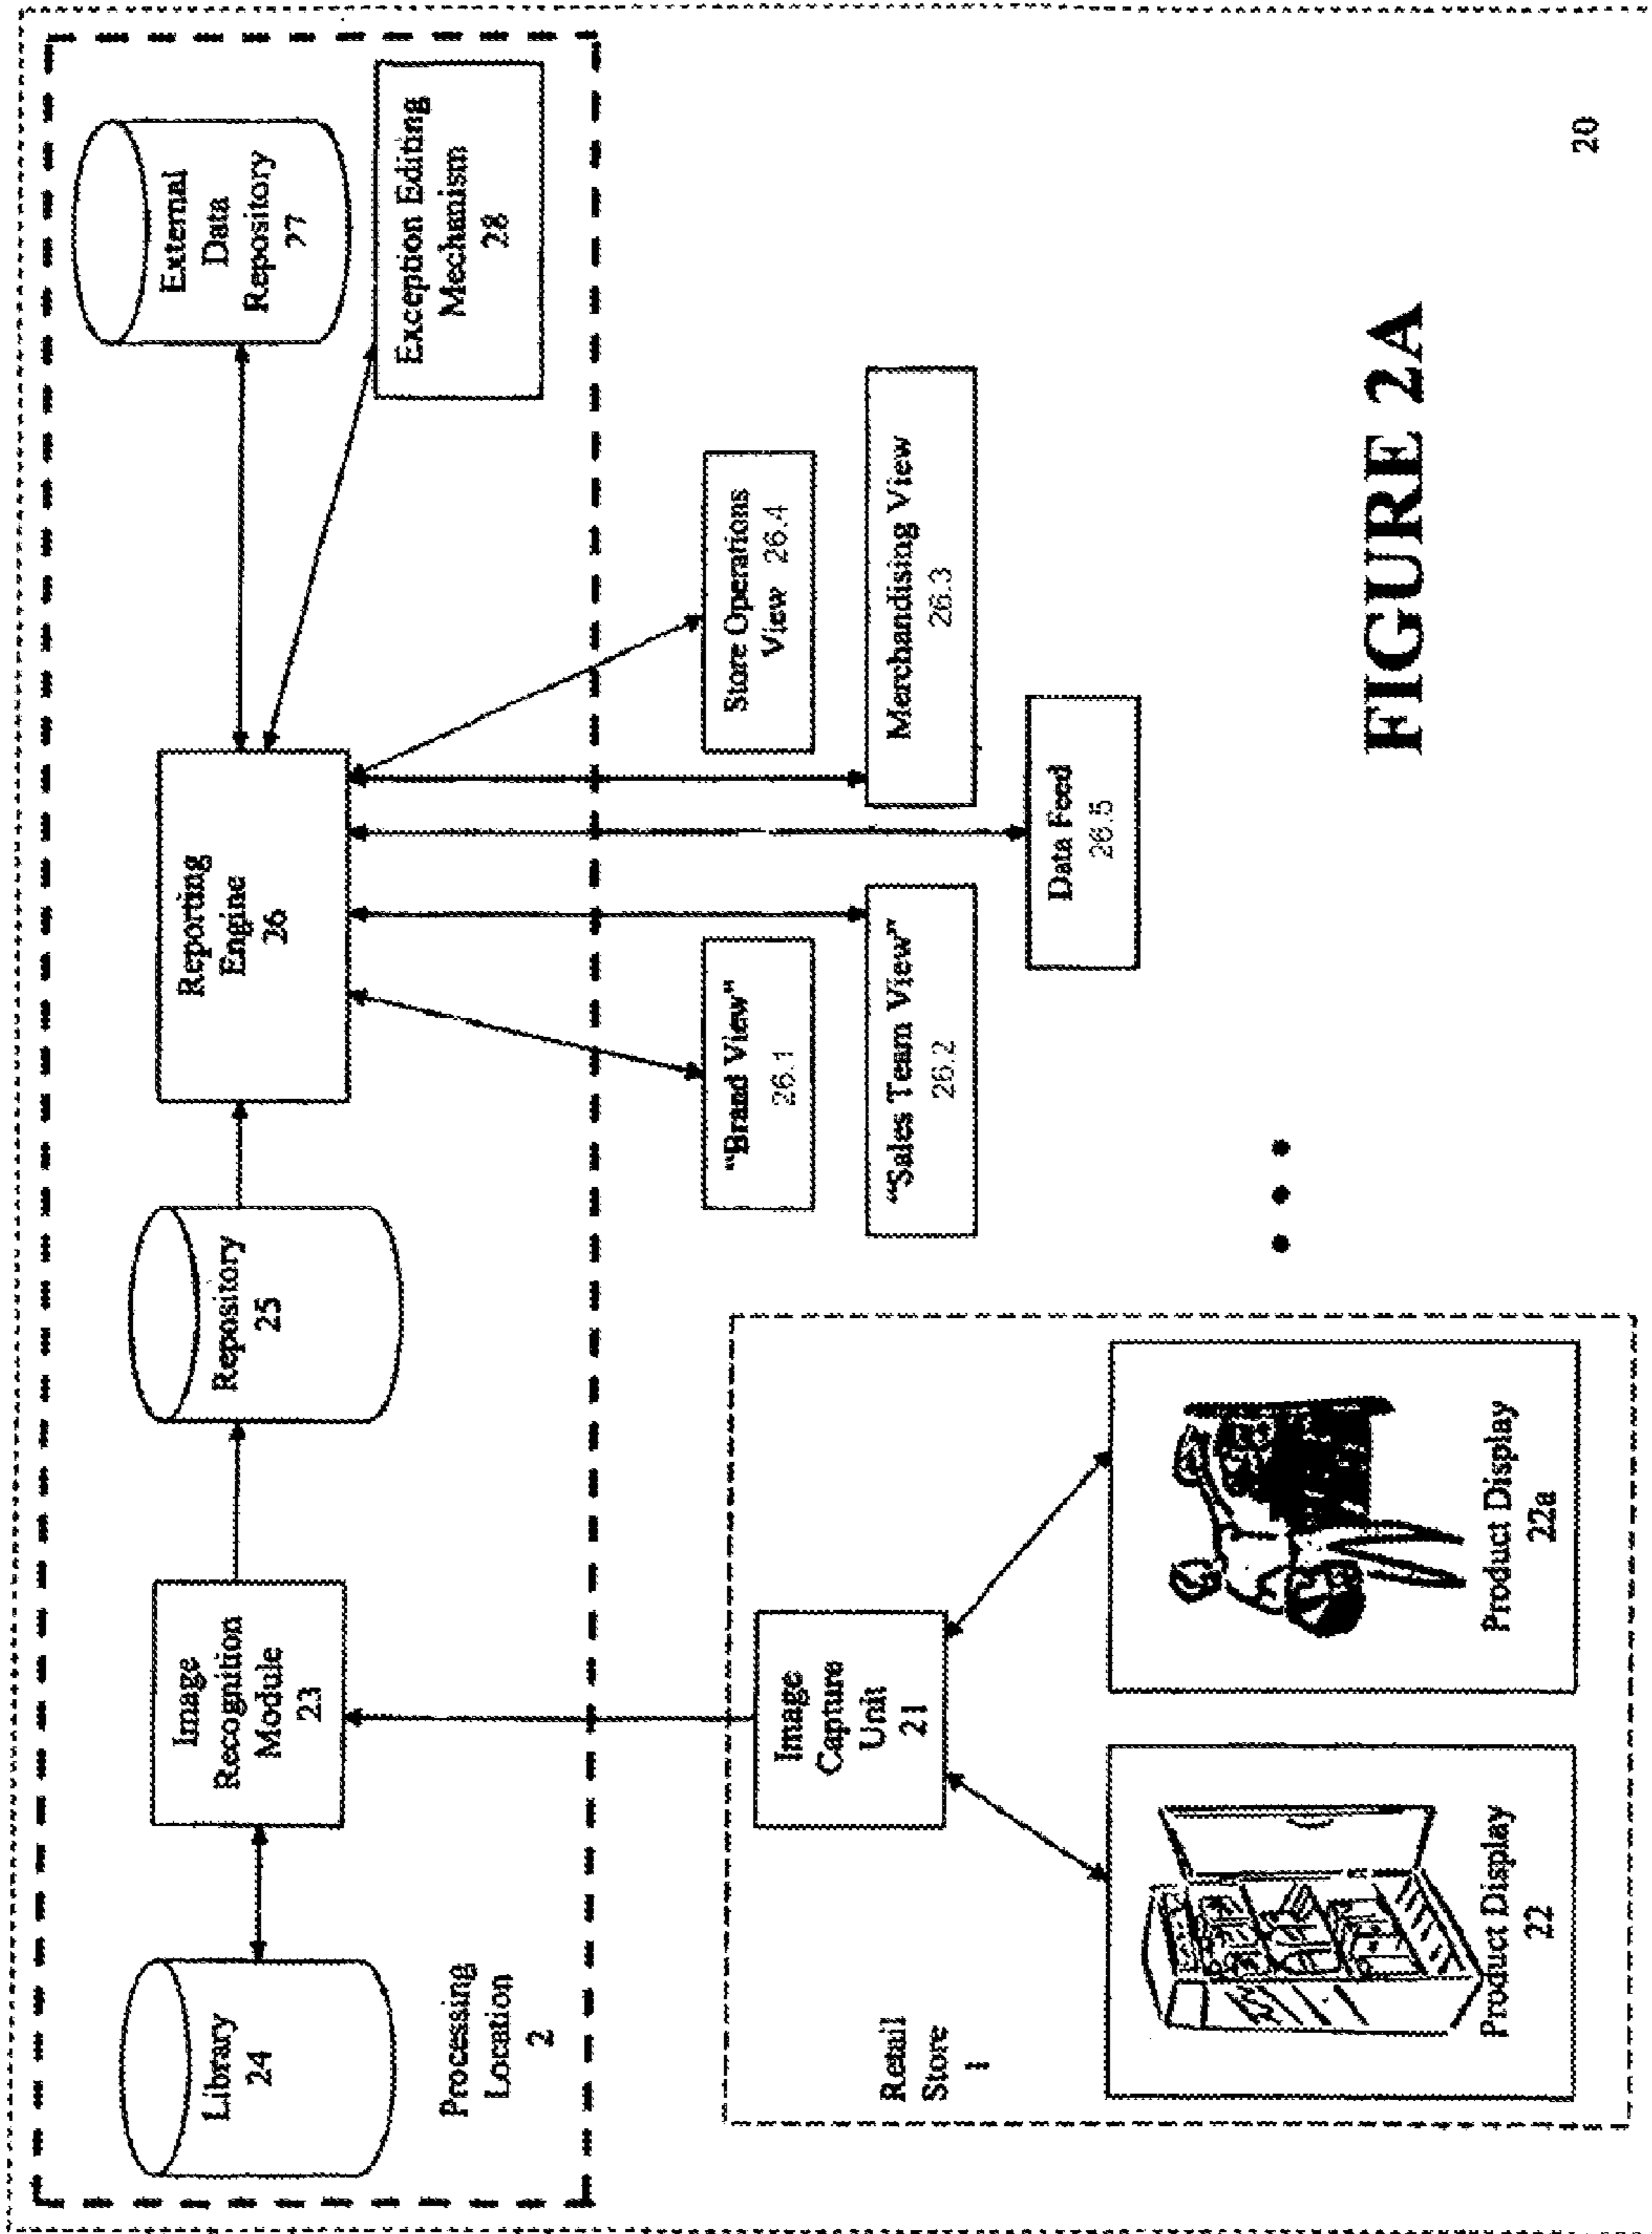 Library
24
Image
Recognition
Module
23
Repository
25
Reporting
Engine
26
External
Data
Repository
27
Exception Editing
Mechanism
28
Processing
Location
2
"Brand View"
26.1
Store Operations
View 26.4
"Sales Team View"
26.2
Merchandising View
26.3
Data Feed
26.5
Retail
Store
1
Image
Capture
Unit
21
Product Display
22
Product Display
22a
FIGURE 2A
20